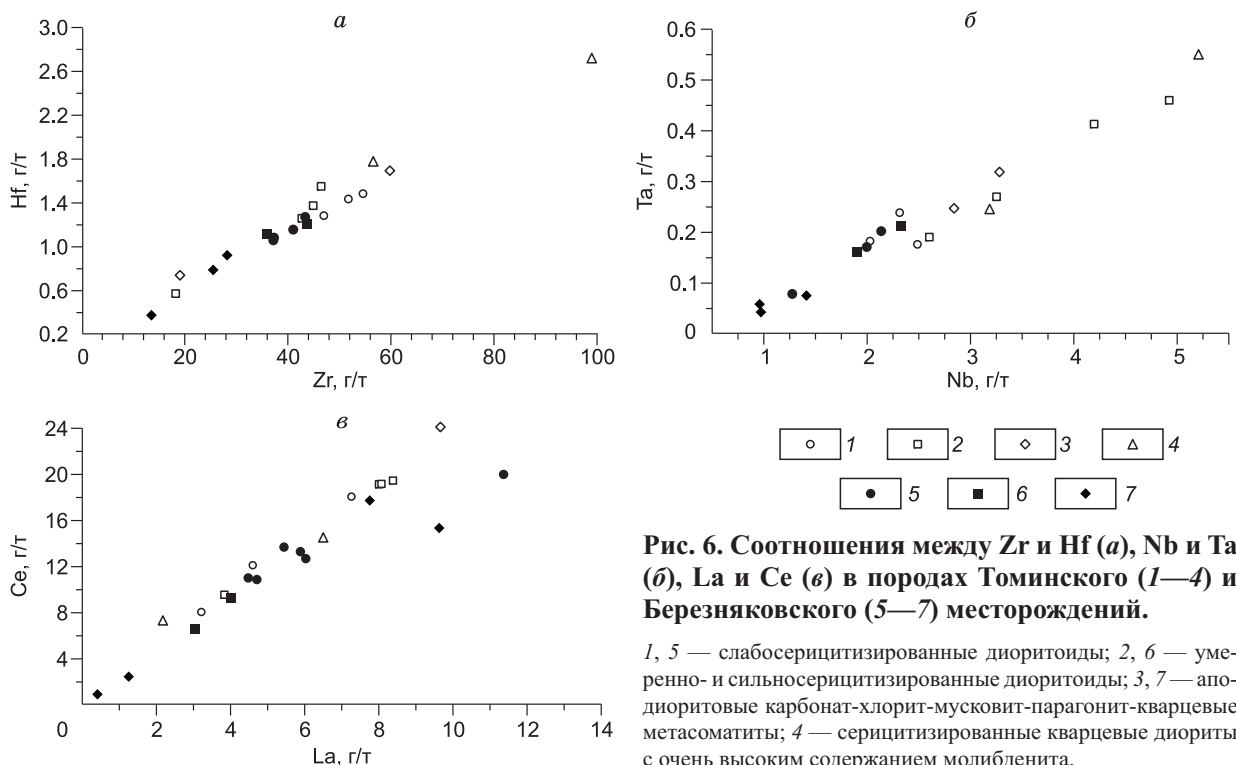 а
3.0
2.6
2.2
1.8
1.4
1.0
0.6
0.2
Hf, г/т
0 20 40 60 80 100
Zr, г/т
б
0.6
0.5
0.4
0.3
0.2
0.1
0
Ta, г/т
1 2 3 4 5
Nb, г/т
в
24
20
16
12
8
4
0
Ce, г/т
2 4 6 8 10 12 14
La, г/т
1 2 3 4
5 6 7
Рис. 6. Соотношения между Zr и Hf (а), Nb и Ta
(б), La и Ce (в) в породах Томинского (1—4) и
Березняковского (5—7) месторождений.
1, 5 — слабосерицитизированные диоритоиды; 2, 6 — уме-
ренно- и сильносерицитизированные диоритоиды; 3, 7 — апо-
диоритовые карбонат-хлорит-мусковит-парагонит-кварцевые
метасоматиты; 4 — серицитизированные кварцевые диориты
с очень высоким содержанием молибденита.